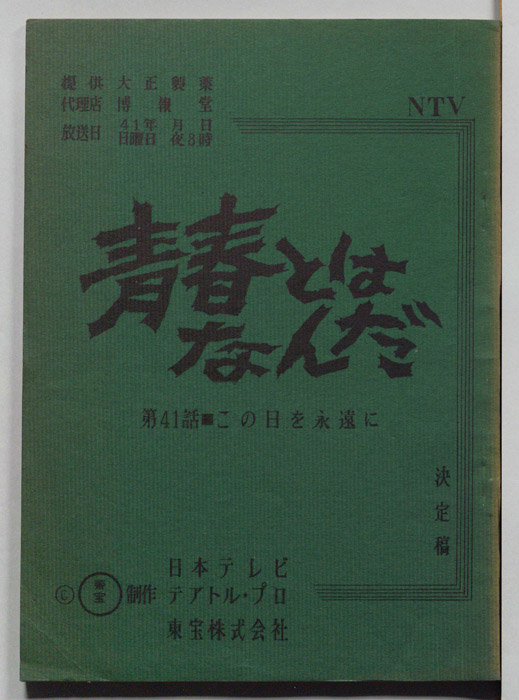 提供 大正製薬
代理店 博報堂
放送日 41年 月 日
日曜日 夜8時
NTV
青春とは
なんだ
第41話■この日を永遠に
決定稿
日本テレビ
Ⓒ 東宝 制作 テアトル・プロ
東宝株式会社